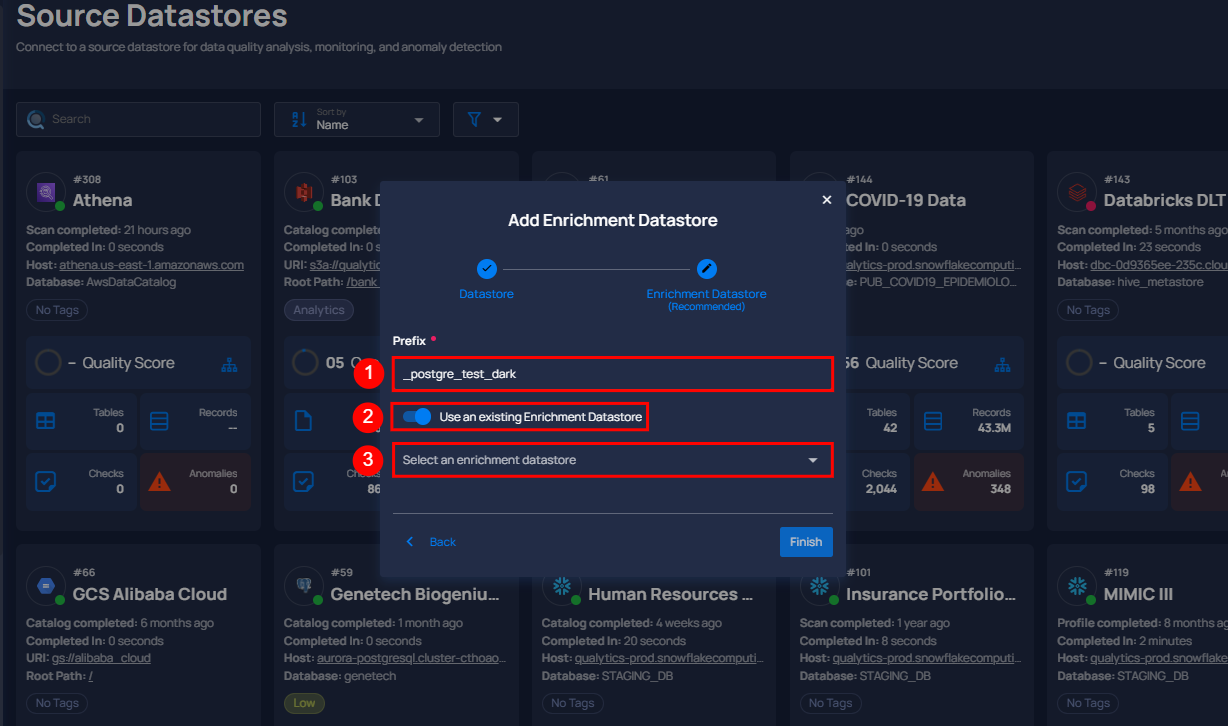 Source Datastores
Connect to a source datastore for data quality analysis, monitoring, and anomaly detection
Search
Sort by
Name
#308
Athena
Scan completed: 21 hours ago
Completed In: 0 seconds
Host: athena.us-east-1.amazonaws.com
Database: AwsDataCatalog
No Tags
– Quality Score
Tables
0
Records
--
Checks
0
Anomalies
0
#103
Bank
Catalog
Completed In: 0
URI: s3://qualytic
Root Path: /bank
Analytics
05
86
#61
Add Enrichment Datastore
Datastore
Enrichment Datastore
(Recommended)
Prefix *
1
_postgre_test_dark
2
Use an existing Enrichment Datastore
3
Select an enrichment datastore
Back
Finish
#144
COVID-19 Data
ago
0 seconds
alytics-prod.snowflakecomputi...
PUB_COVID19_EPIDEMIOLO...
56 Quality Score
Tables
42
Records
43.3M
Checks
2,044
Anomalies
348
#143
Databricks DLT
Scan completed: 5 months ago
Completed In: 23 seconds
Host: dbc-0d9365ee-235c.clou
Database: hive_metastore
No Tags
– Quality Score
Tables
5
Checks
98
#66
GCS Alibaba Cloud
Catalog completed: 6 months ago
Completed In: 0 seconds
URI: gs://alibaba_cloud
Root Path: /
No Tags
#59
Genetech Biogeniu...
Catalog completed: 1 month ago
Completed In: 0 seconds
Host: aurora-postgresql.cluster-cthoao...
Database: genetech
Low
Human Resources ...
Catalog completed: 4 weeks ago
Completed In: 20 seconds
Host: qualytics-prod.snowflakecomputi...
Database: STAGING_DB
No Tags
#101
Insurance Portfolio...
Scan completed: 1 year ago
Completed In: 8 seconds
Host: qualytics-prod.snowflakecomputi...
Database: STAGING_DB
No Tags
#119
MIMIC III
Profile completed: 8 months ag
Completed In: 2 minutes
Host: qualytics-prod.snowflake
Database: STAGING_DB
No Tags